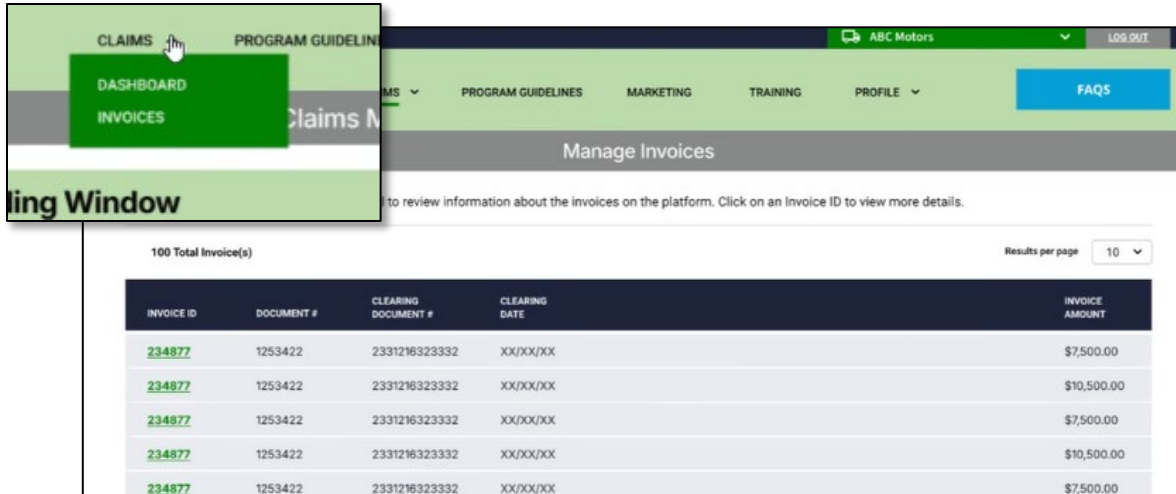 CLAIMS PROGRAM GUIDELIN
DASHBOARD
INVOICES
Claims M
ling Window
ABC Motors LOG OUT
MS PROGRAM GUIDELINES MARKETING TRAINING PROFILE FAQS
Manage Invoices
to review information about the invoices on the platform. Click on an Invoice ID to view more details.
100 Total Invoice(s) Results per page 10
INVOICE ID DOCUMENT # CLEARING DOCUMENT # CLEARING DATE INVOICE AMOUNT
234877 1253422 2331216323332 XX/XX/XX $7,500.00
234877 1253422 2331216323332 XX/XX/XX $10,500.00
234877 1253422 2331216323332 XX/XX/XX $7,500.00
234877 1253422 2331216323332 XX/XX/XX $10,500.00
234877 1253422 2331216323332 XX/XX/XX $7,500.00